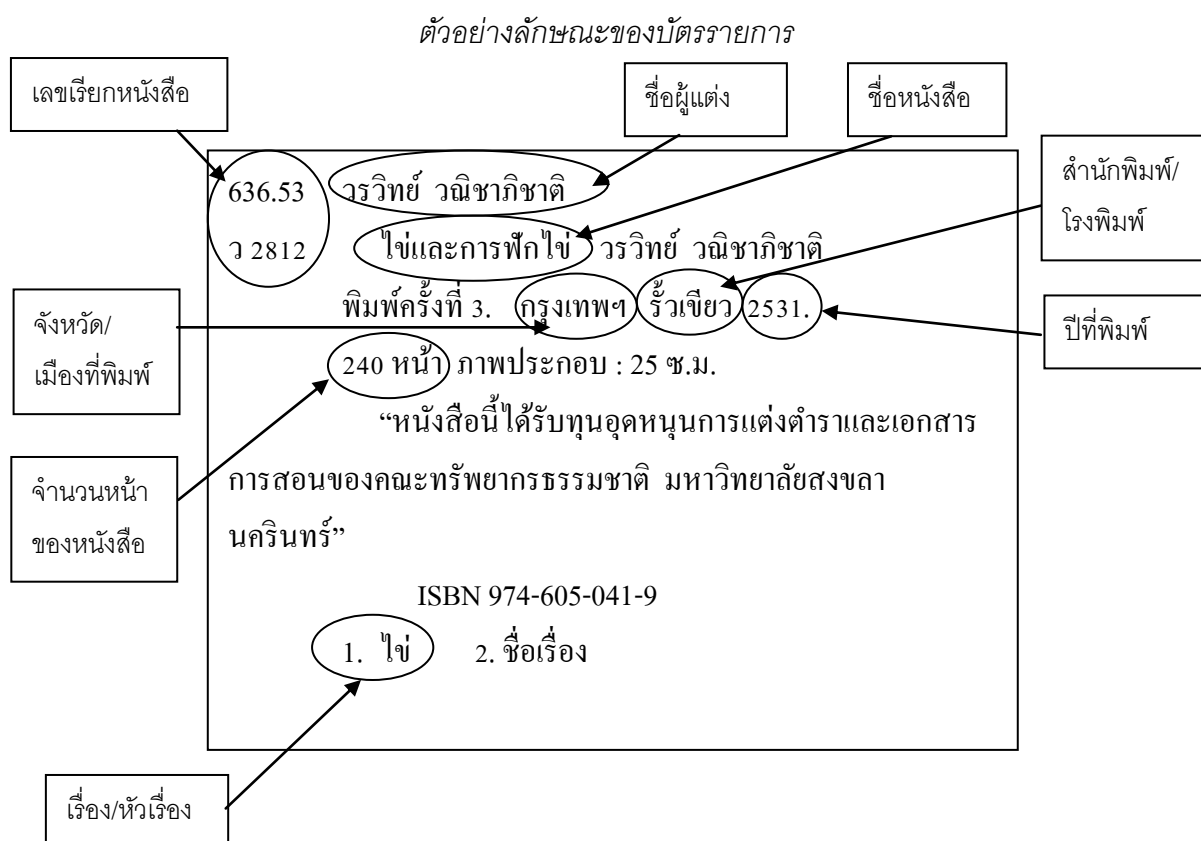 ตัวอย่างลักษณะของบัตรรายการ
เลขเรียกหนังสือ
ชื่อผู้แต่ง
ชื่อหนังสือ
สำนักพิมพ์/
โรงพิมพ์
636.53 วรวิทย์ วณิชาภิชาติ
ว 2812 ไข่และการฟักไข่ วรวิทย์ วณิชาภิชาติ
พิมพ์ครั้งที่ 3. กรุงเทพฯ รั้วเขียว 2531.
จังหวัด/
เมืองที่พิมพ์
ปีที่พิมพ์
240 หน้า ภาพประกอบ : 25 ซ.ม.
“หนังสือนี้ได้รับทุนอุดหนุนการแต่งตำราและเอกสาร
การสอนของคณะทรัพยากรธรรมชาติ มหาวิทยาลัยสงขลา
นครินทร์”
จำนวนหน้า
ของหนังสือ
ISBN 974-605-041-9
1. ไข่ 2. ชื่อเรื่อง
เรื่อง/หัวเรื่อง